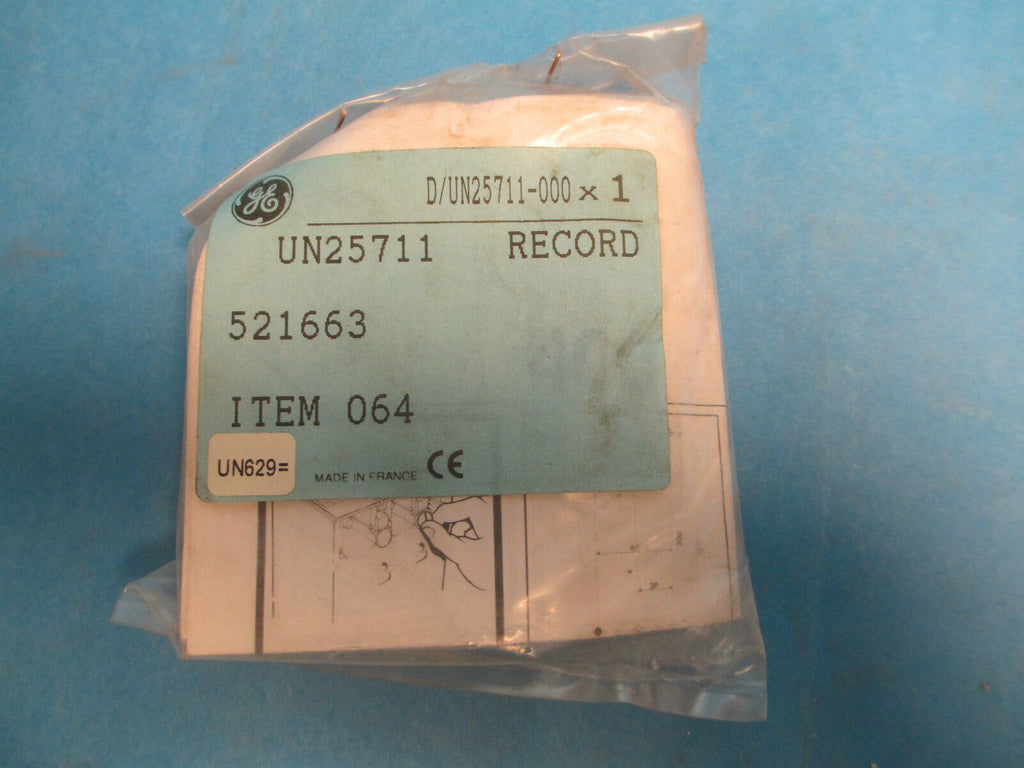 GE
D/UN25711-000 x 1
UN25711 RECORD
521663
ITEM 064
UN629=
MADE IN FRANCE CE